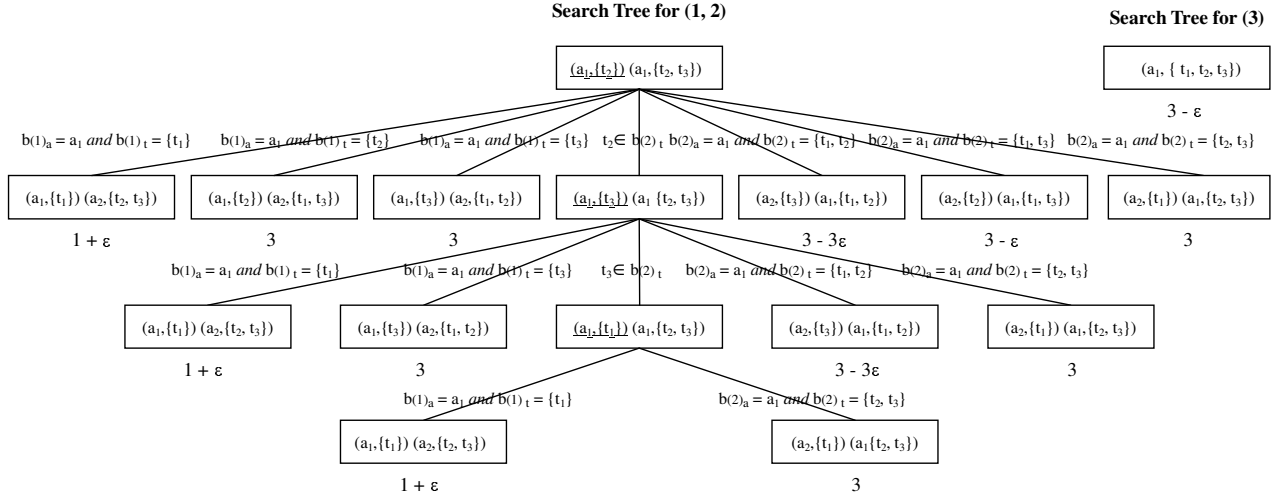 Search Tree for (1, 2)
Search Tree for (3)
(a₁,{t₂}) (a₁,{t₂, t₃})
(a₁, { t₁, t₂, t₃})
3 - ε
b(1)ₐ = a₁ and b(1) ₜ = {t₁} b(1)ₐ = a₁ and b(1) ₜ = {t₂} b(1)ₐ = a₁ and b(1) ₜ = {t₃} t₂∈ b(2) ₜ b(2)ₐ = a₁ and b(2) ₜ = {t₁, t₂} b(2)ₐ = a₁ and b(2) ₜ = {t₁, t₃} b(2)ₐ = a₁ and b(2) ₜ = {t₂, t₃}
(a₁,{t₁}) (a₂,{t₂, t₃}) (a₁,{t₂}) (a₂,{t₁, t₃}) (a₁,{t₃}) (a₂,{t₁, t₂}) (a₁,{t₃}) (a₁ {t₂, t₃}) (a₂,{t₃}) (a₁,{t₁, t₂}) (a₂,{t₂}) (a₁,{t₁, t₃}) (a₂,{t₁}) (a₁,{t₂, t₃})
1 + ε 3 3 3 - 3ε 3 - ε 3
b(1)ₐ = a₁ and b(1) ₜ = {t₁} b(1)ₐ = a₁ and b(1) ₜ = {t₃} t₃∈ b(2) ₜ b(2)ₐ = a₁ and b(2) ₜ = {t₁, t₂} b(2)ₐ = a₁ and b(2) ₜ = {t₂, t₃}
(a₁,{t₁}) (a₂,{t₂, t₃}) (a₁,{t₃}) (a₂,{t₁, t₂}) (a₁,{t₁}) (a₁,{t₂, t₃}) (a₂,{t₃}) (a₁,{t₁, t₂}) (a₂,{t₁}) (a₁,{t₂, t₃})
1 + ε 3 3 - 3ε 3
b(1)ₐ = a₁ and b(1) ₜ = {t₁} b(2)ₐ = a₁ and b(2) ₜ = {t₂, t₃}
(a₁,{t₁}) (a₂,{t₂, t₃}) (a₂,{t₁}) (a₁{t₂, t₃})
1 + ε 3